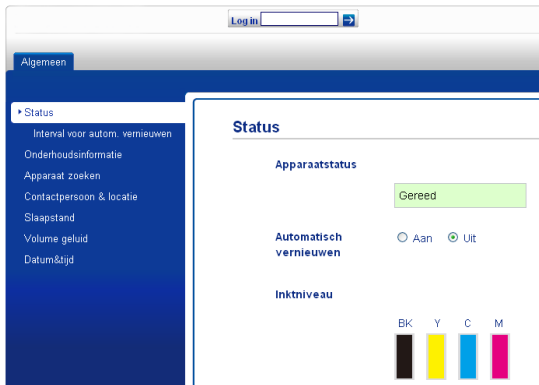 Log in
Algemeen
Status
Interval voor autom. vernieuwen
Onderhoudsinformatie
Apparaat zoeken
Contactpersoon & locatie
Slaapstand
Volume geluid
Datum&tijd
Status
Apparaatstatus
Gereed
Automatisch vernieuwen
Aan Uit
Inktniveau
BK Y C M